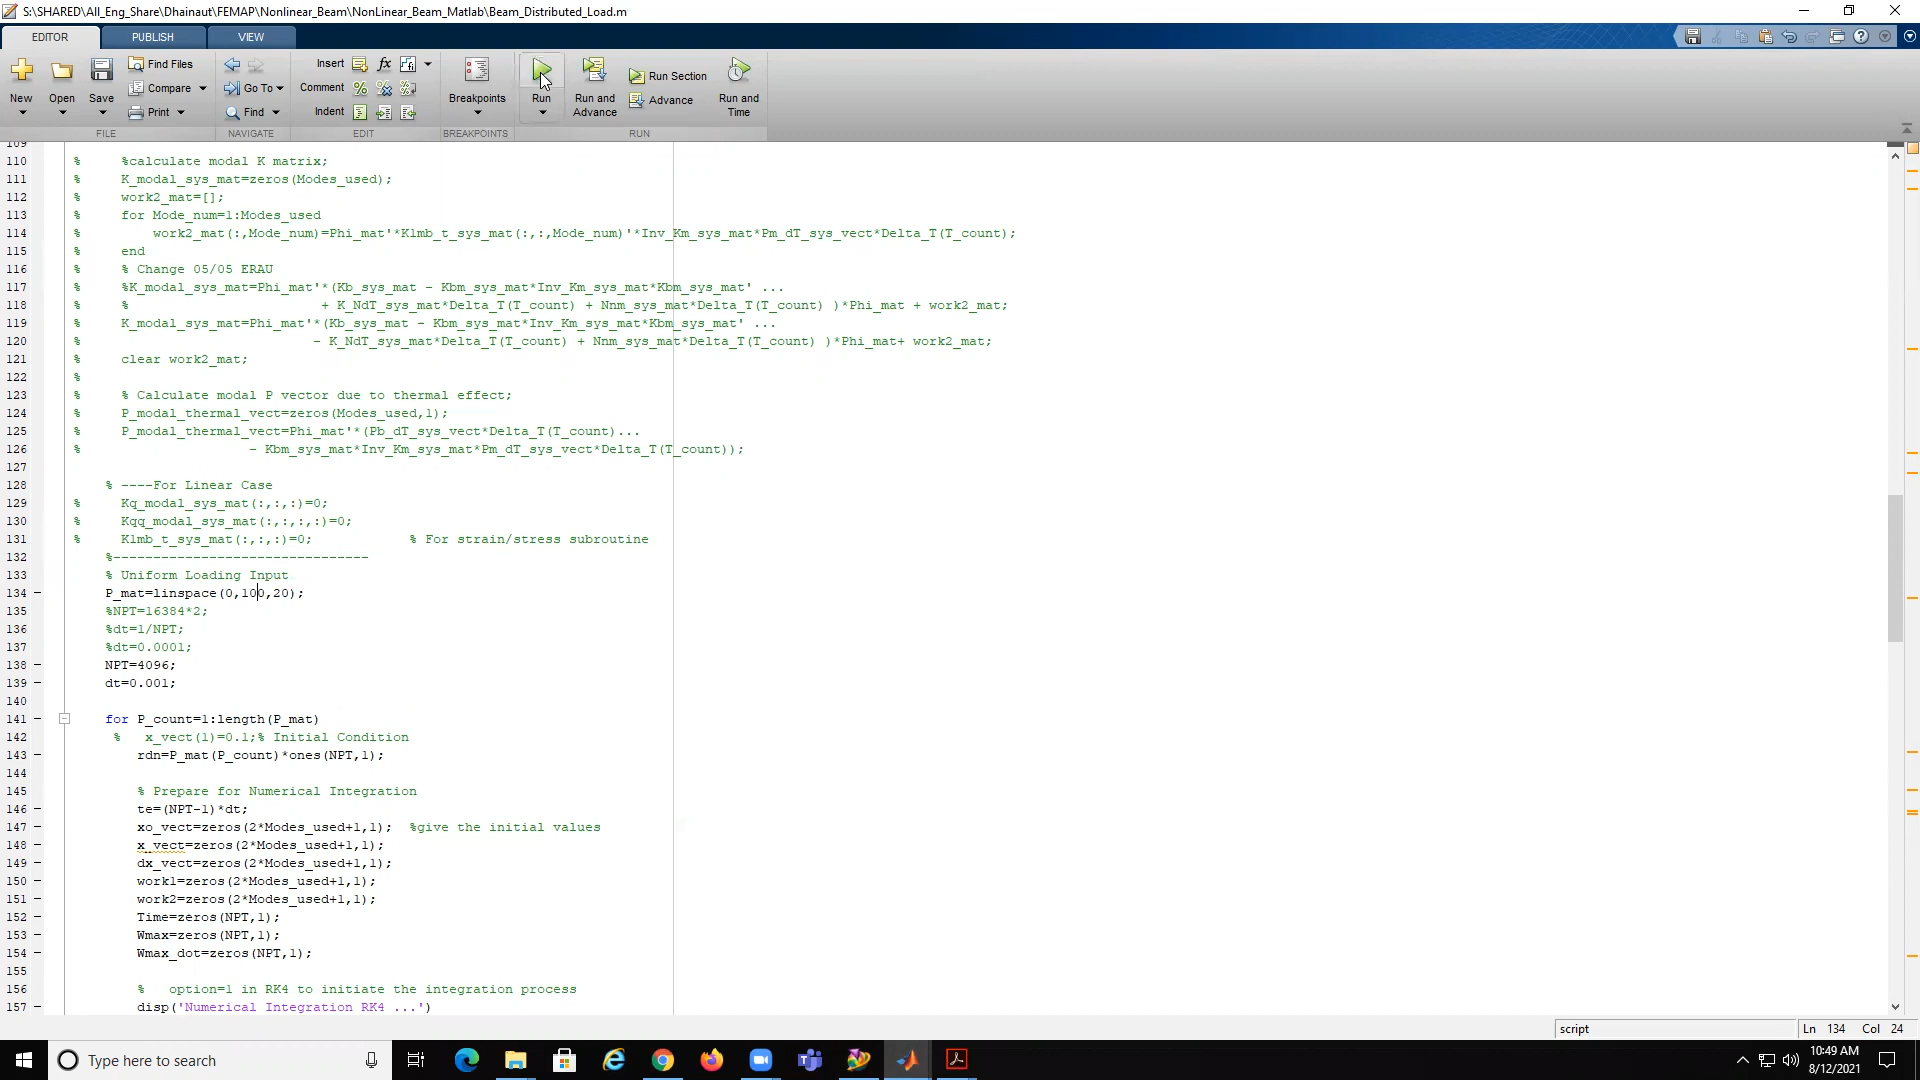 S:\SHARED\All_Eng_Share\Dhainaut\FEMAP\Nonlinear_Beam\NonLinear_Beam_Matlab\Beam_Distributed_Load.m
EDITOR PUBLISH VIEW
New Open Save Find Files Compare Print
Go To Find
Insert fx Comment Indent
Breakpoints
Run Run and Advance Run Section Advance Run and Time
FILE NAVIGATE EDIT BREAKPOINTS RUN
109
110 % %calculate modal K matrix;
111 % K_modal_sys_mat=zeros(Modes_used);
112 % work2_mat=[];
113 % for Mode_num=1:Modes_used
114 % work2_mat(:,Mode_num)=Phi_mat'*Klmb_t_sys_mat(:,:,Mode_num)'*Inv_Km_sys_mat*Pm_dT_sys_vect*Delta_T(T_count);
115 % end
116 % % Change 05/05 ERAU
117 % %K_modal_sys_mat=Phi_mat'*(Kb_sys_mat - Kbm_sys_mat*Inv_Km_sys_mat*Kbm_sys_mat' ...
118 % % + K_NdT_sys_mat*Delta_T(T_count) + Nnm_sys_mat*Delta_T(T_count) )*Phi_mat + work2_mat;
119 % K_modal_sys_mat=Phi_mat'*(Kb_sys_mat - Kbm_sys_mat*Inv_Km_sys_mat*Kbm_sys_mat' ...
120 % - K_NdT_sys_mat*Delta_T(T_count) + Nnm_sys_mat*Delta_T(T_count) )*Phi_mat+ work2_mat;
121 % clear work2_mat;
122 %
123 % % Calculate modal P vector due to thermal effect;
124 % P_modal_thermal_vect=zeros(Modes_used,1);
125 % P_modal_thermal_vect=Phi_mat'*(Pb_dT_sys_vect*Delta_T(T_count)...
126 % - Kbm_sys_mat*Inv_Km_sys_mat*Pm_dT_sys_vect*Delta_T(T_count));
127
128 % ----For Linear Case
129 % Kq_modal_sys_mat(:,:,:)=0;
130 % Kqq_modal_sys_mat(:,:,:,:)=0;
131 % Klmb_t_sys_mat(:,:,:)=0; % For strain/stress subroutine
132 %--------------------------------
133 % Uniform Loading Input
134 – P_mat=linspace(0,100,20);
135 %NPT=16384*2;
136 %dt=1/NPT;
137 %dt=0.0001;
138 – NPT=4096;
139 – dt=0.001;
140
141 – for P_count=1:length(P_mat)
142 % x_vect(1)=0.1;% Initial Condition
143 – rdn=P_mat(P_count)*ones(NPT,1);
144
145 % Prepare for Numerical Integration
146 – te=(NPT-1)*dt;
147 – xo_vect=zeros(2*Modes_used+1,1); %give the initial values
148 – x_vect=zeros(2*Modes_used+1,1);
149 – dx_vect=zeros(2*Modes_used+1,1);
150 – work1=zeros(2*Modes_used+1,1);
151 – work2=zeros(2*Modes_used+1,1);
152 – Time=zeros(NPT,1);
153 – Wmax=zeros(NPT,1);
154 – Wmax_dot=zeros(NPT,1);
155
156 % option=1 in RK4 to initiate the integration process
157 – disp('Numerical Integration RK4 ...')
script Ln 134 Col 24
Type here to search
10:49 AM
8/12/2021